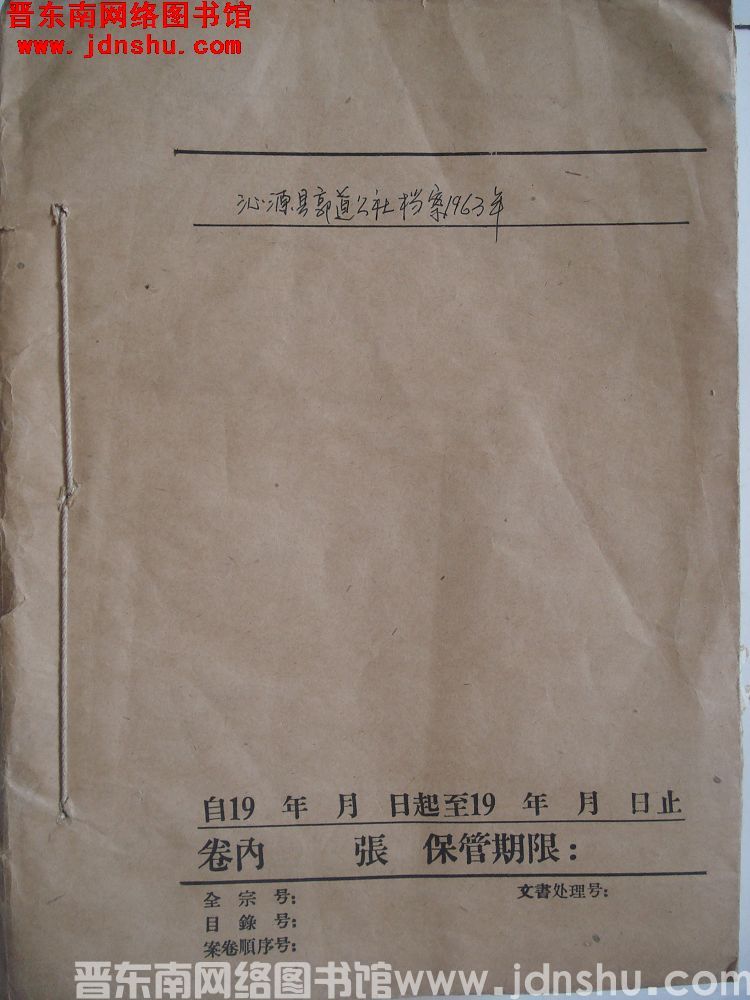 晋东南网络图书馆
www.jdnshu.com
沁源县郭道公社档案1963年
自19 年 月 日起至19 年 月 日止
卷内 張 保管期限：
全宗号： 文書处理号：
目錄号：
案卷順序号：
晋东南网络图书馆www.jdnshu.com